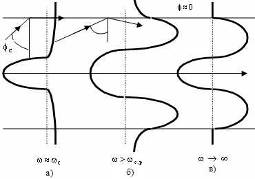 ϕ≈0
ϕ_c
ω ≈ ω_c
ω > ω_c.
ω → ∞
а)
б)
в)